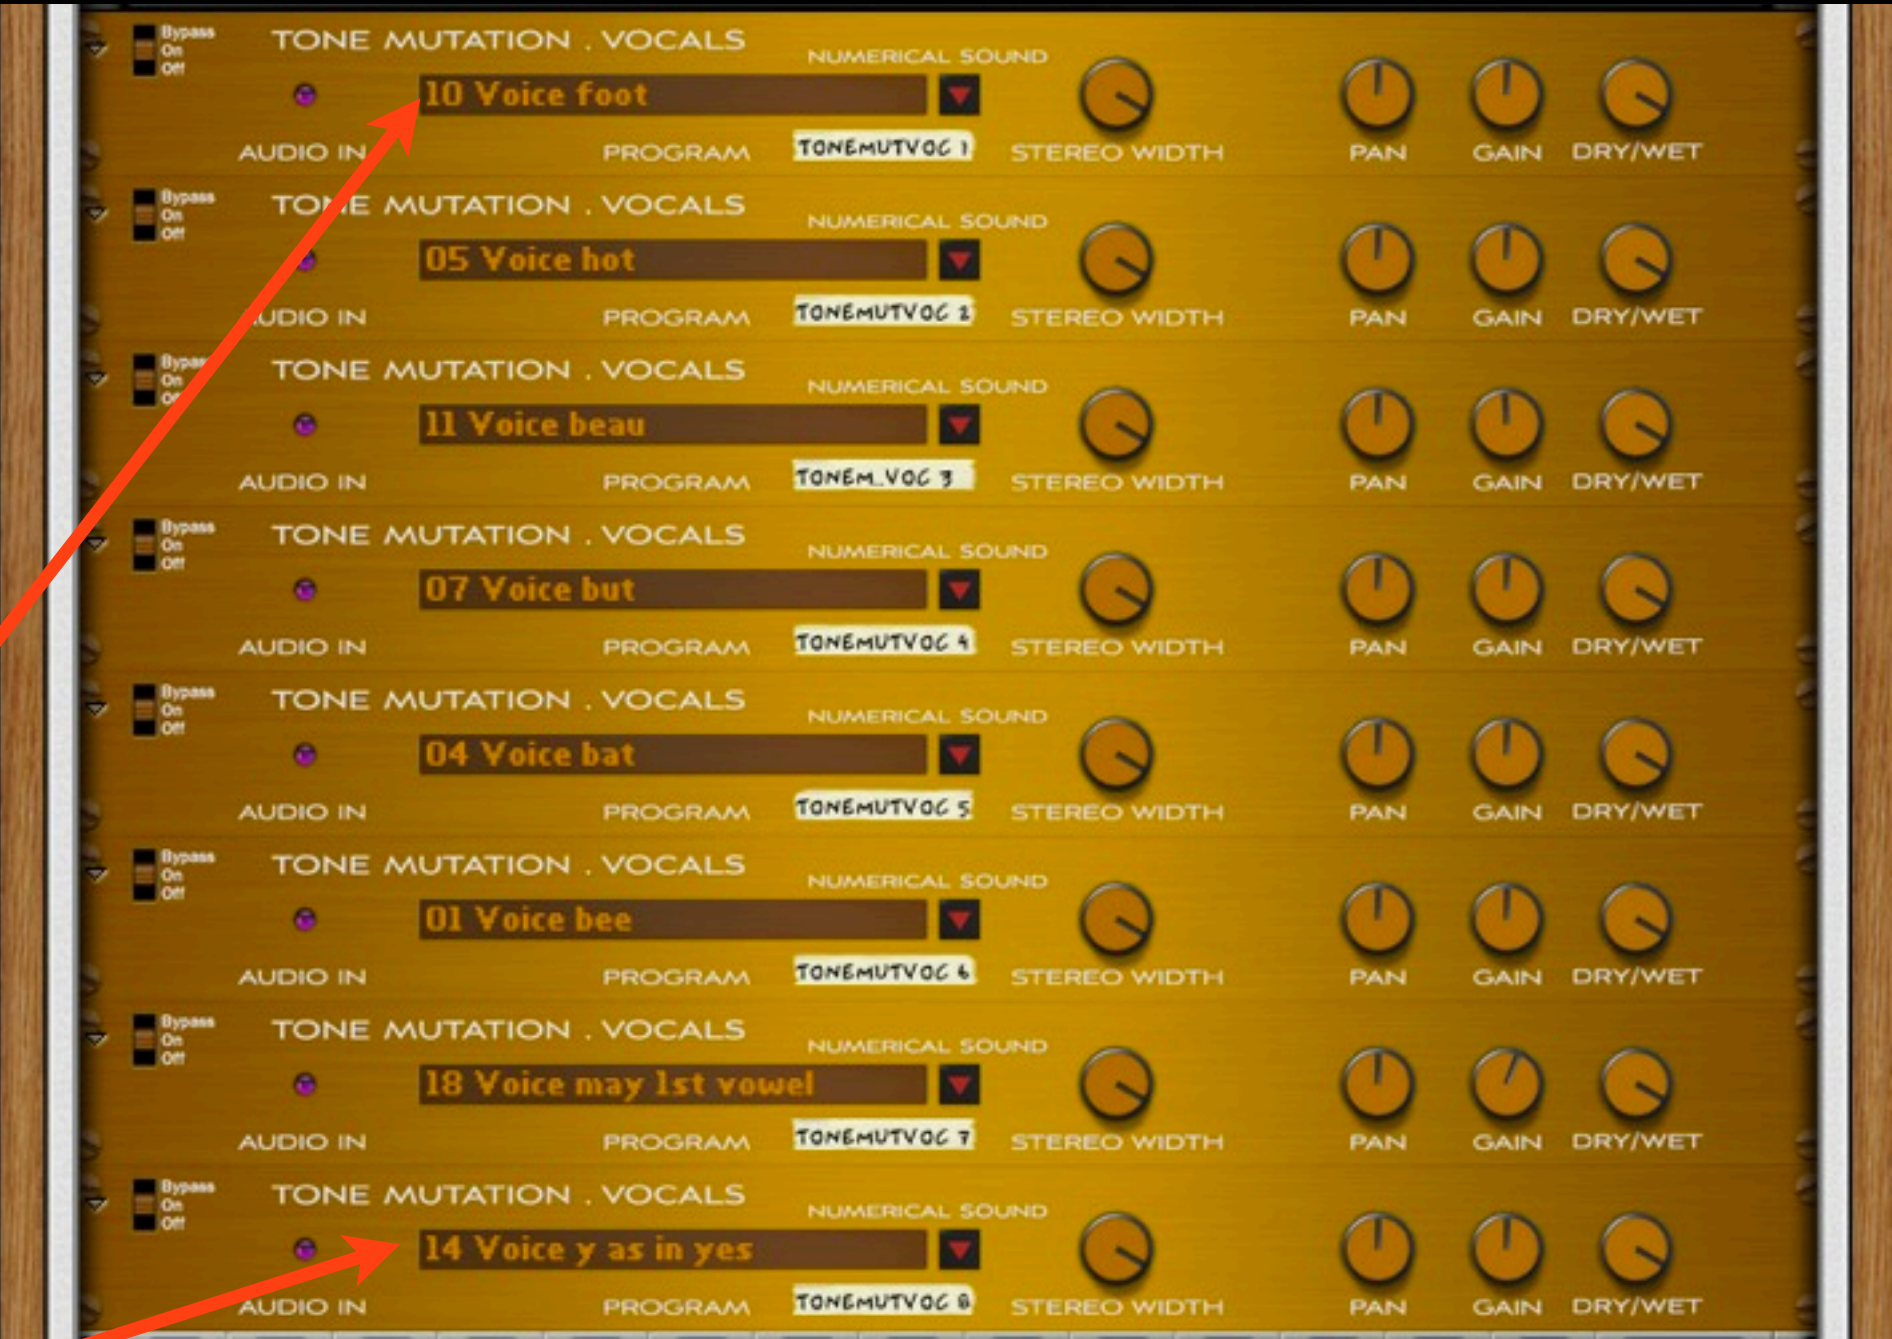 Bypass
On
Off
TONE MUTATION . VOCALS
NUMERICAL SOUND
10 Voice foot
AUDIO IN
PROGRAM
TONEMUTVOC 1
STEREO WIDTH
PAN
GAIN
DRY/WET
Bypass
On
Off
TONE MUTATION . VOCALS
NUMERICAL SOUND
05 Voice hot
AUDIO IN
PROGRAM
TONEMUTVOC 2
STEREO WIDTH
PAN
GAIN
DRY/WET
Bypass
On
Off
TONE MUTATION . VOCALS
NUMERICAL SOUND
11 Voice beau
AUDIO IN
PROGRAM
TONEM_VOC 3
STEREO WIDTH
PAN
GAIN
DRY/WET
Bypass
On
Off
TONE MUTATION . VOCALS
NUMERICAL SOUND
07 Voice but
AUDIO IN
PROGRAM
TONEMUTVOC 4
STEREO WIDTH
PAN
GAIN
DRY/WET
Bypass
On
Off
TONE MUTATION . VOCALS
NUMERICAL SOUND
04 Voice bat
AUDIO IN
PROGRAM
TONEMUTVOC 5
STEREO WIDTH
PAN
GAIN
DRY/WET
Bypass
On
Off
TONE MUTATION . VOCALS
NUMERICAL SOUND
01 Voice bee
AUDIO IN
PROGRAM
TONEMUTVOC 6
STEREO WIDTH
PAN
GAIN
DRY/WET
Bypass
On
Off
TONE MUTATION . VOCALS
NUMERICAL SOUND
18 Voice may 1st vowel
AUDIO IN
PROGRAM
TONEMUTVOC 7
STEREO WIDTH
PAN
GAIN
DRY/WET
Bypass
On
Off
TONE MUTATION . VOCALS
NUMERICAL SOUND
14 Voice y as in yes
AUDIO IN
PROGRAM
TONEMUTVOC 8
STEREO WIDTH
PAN
GAIN
DRY/WET